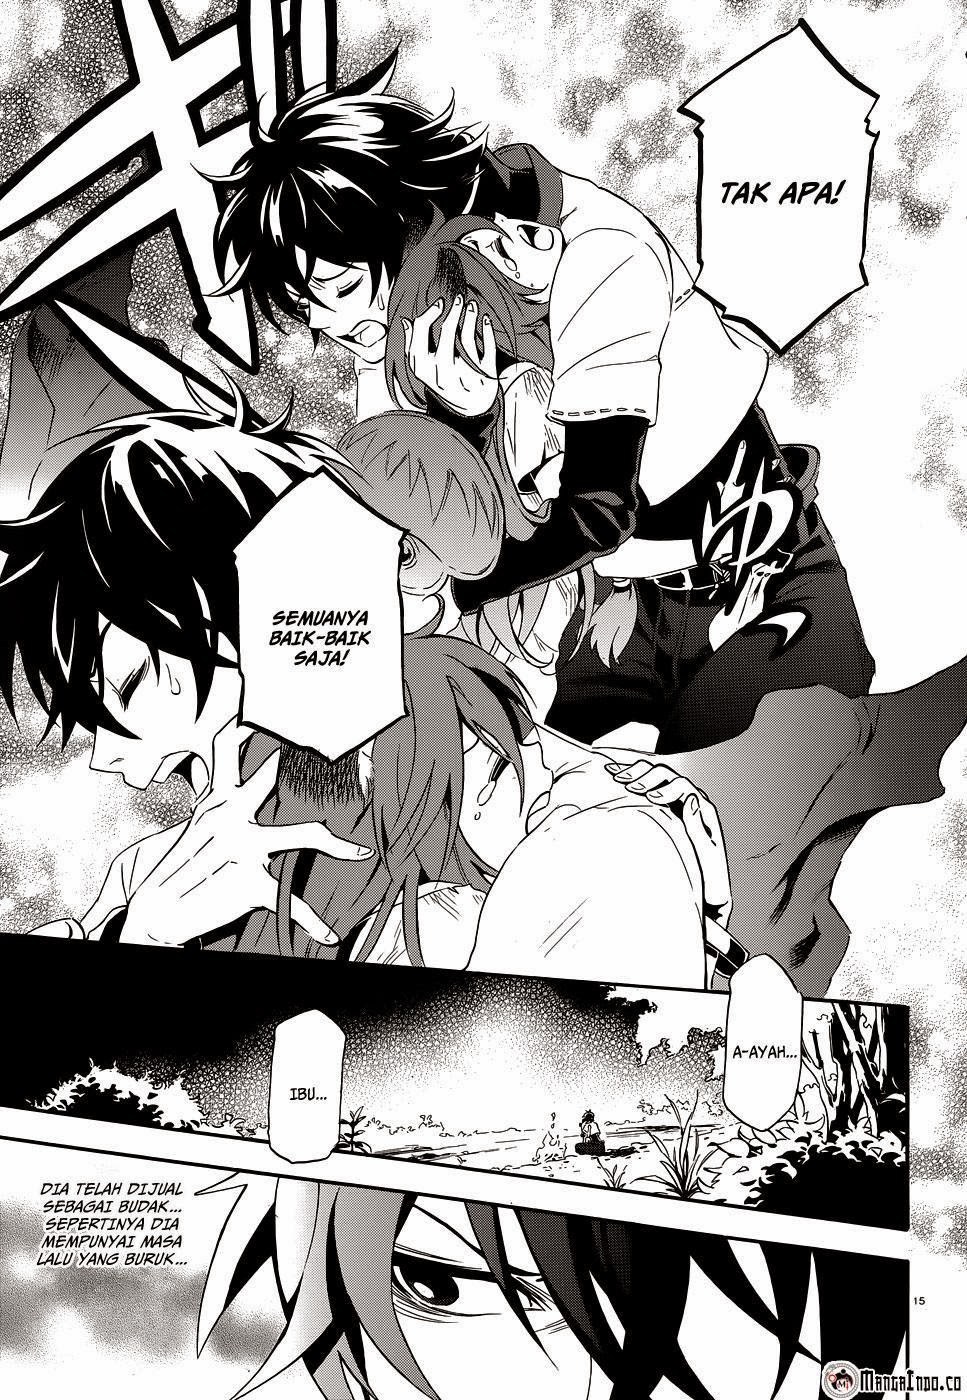 TAK APA!
SEMUANYA
BAIK-BAIK
SAJA!
A-AYAH...
IBU...
DIA TELAH DIJUAL
SEBAGAI BUDAK...
SEPERTINYA DIA
MEMPUNYAI MASA
LALU YANG BURUK...
15
MANGAINDO.CO